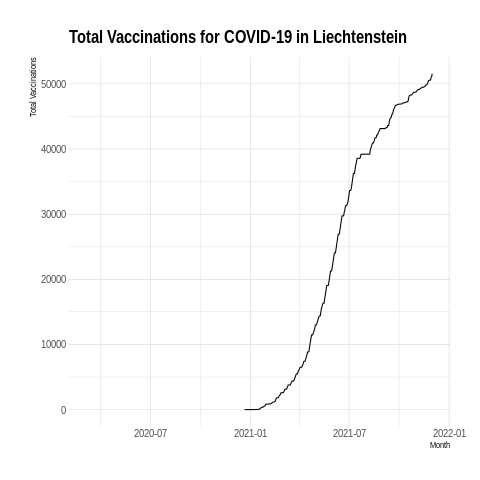 Total Vaccinations for COVID-19 in Liechtenstein
Total Vaccinations
50000
40000
30000
20000
10000
0
2020-07 2021-01 2021-07 2022-01
Month